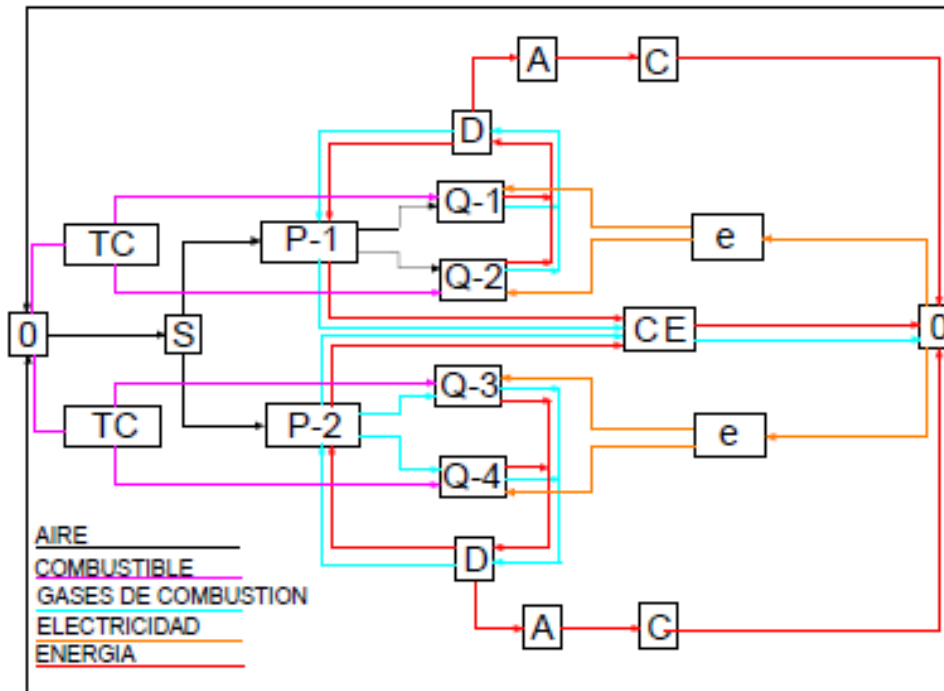 A
C
D
Q-1
TC
P-1
e
Q-2
0
S
CE
0
Q-3
TC
P-2
e
Q-4
AIRE
D
COMBUSTIBLE
GASES DE COMBUSTION
ELECTRICIDAD
A
C
ENERGIA